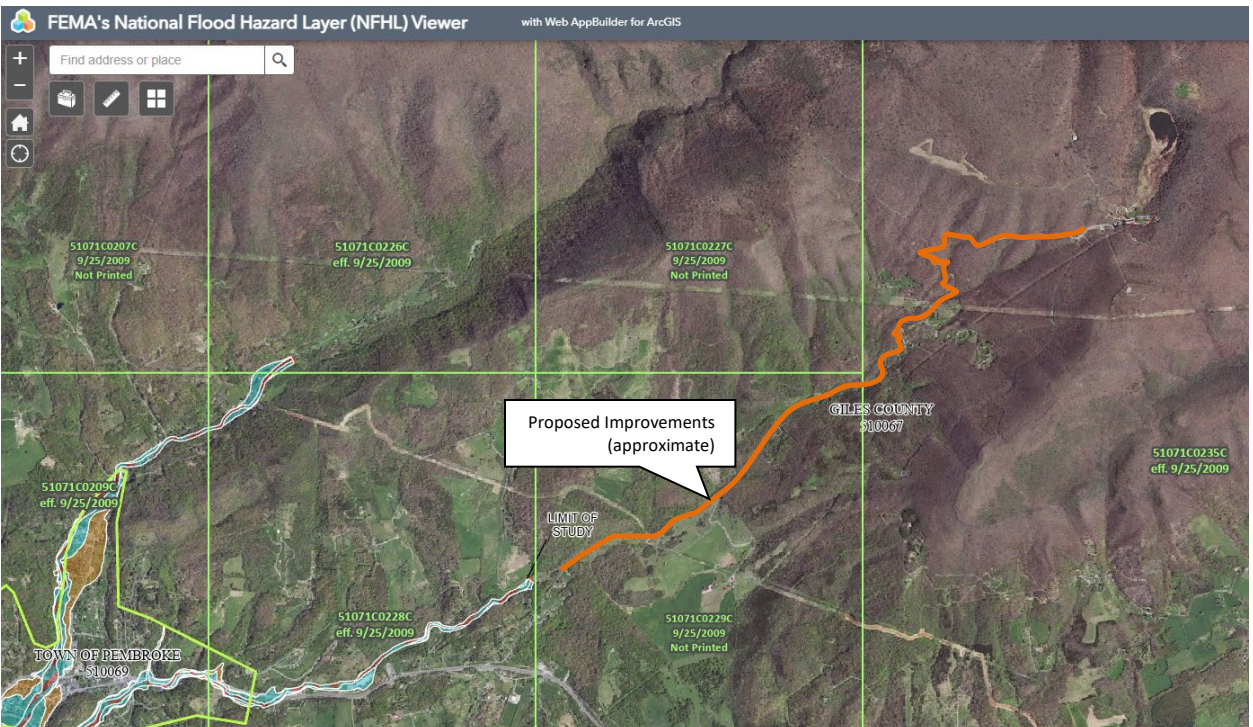 FEMA's National Flood Hazard Layer (NFHL) Viewer
with Web AppBuilder for ArcGIS
+
Find address or place
−
51071C0207C
9/25/2009
Not Printed
51071C0226C
eff. 9/25/2009
51071C0227C
9/25/2009
Not Printed
Proposed Improvements
(approximate)
GILES COUNTY
510067
51071C0235C
eff. 9/25/2009
51071C0209C
eff. 9/25/2009
LIMIT OF
STUDY
51071C0228C
eff. 9/25/2009
51071C0229C
9/25/2009
Not Printed
TOWN OF PEMBROKE
510069